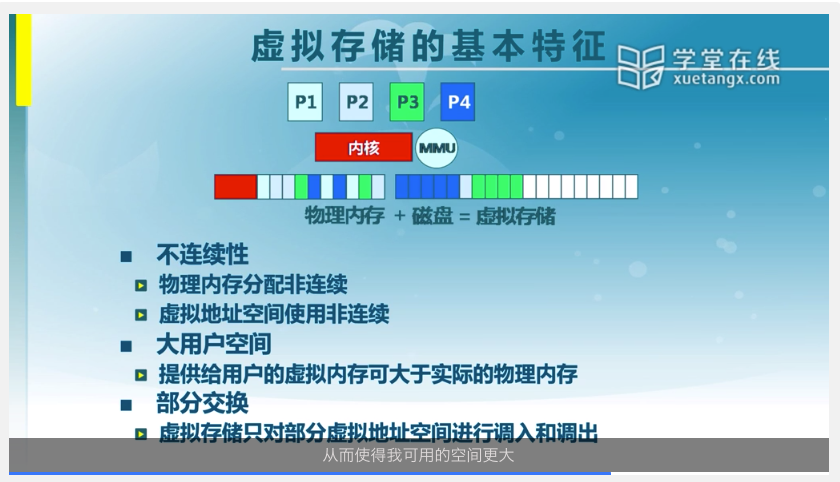 虚拟存储的基本特征
学堂在线
xuetangx.com
P1 P2 P3 P4
内核 MMU
物理内存 + 磁盘 = 虚拟存储
不连续性
物理内存分配非连续
虚拟地址空间使用非连续
大用户空间
提供给用户的虚拟内存可大于实际的物理内存
部分交换
虚拟存储只对部分虚拟地址空间进行调入和调出
从而使得我可用的空间更大